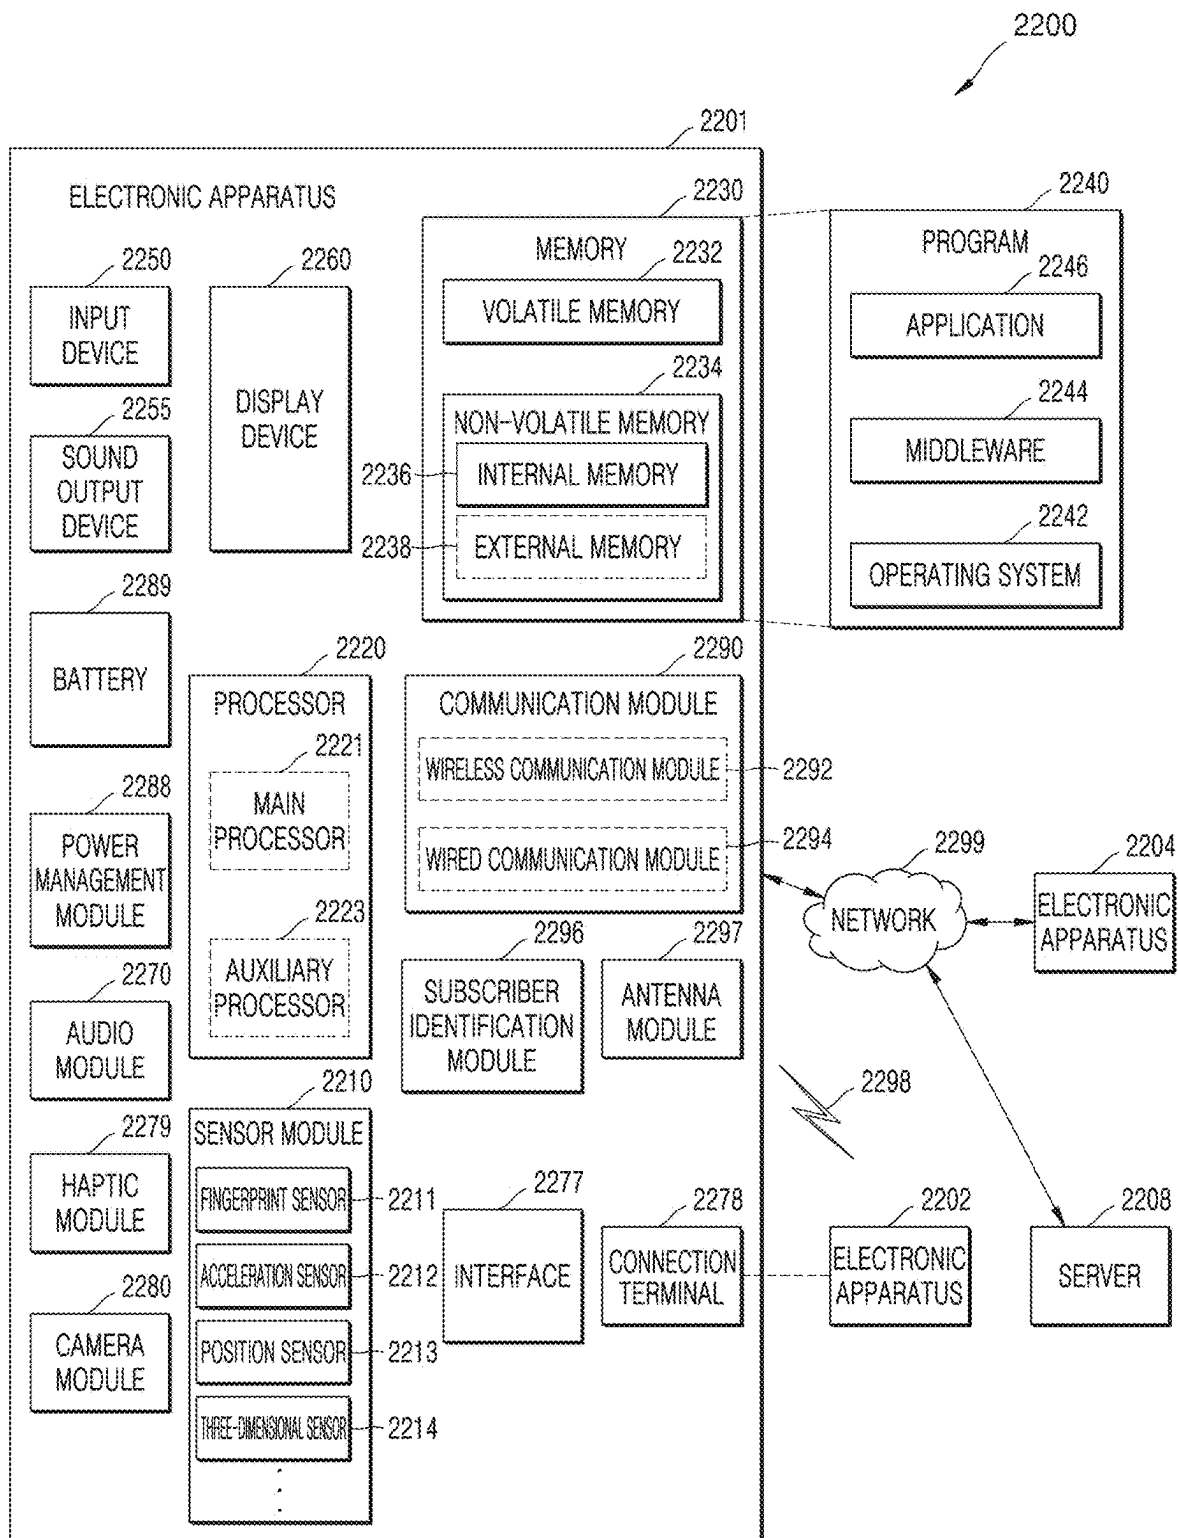 2200
2201
ELECTRONIC APPARATUS
2250
INPUT
DEVICE
2260
DISPLAY
DEVICE
2255
SOUND
OUTPUT
DEVICE
2230
MEMORY
2232
VOLATILE MEMORY
2234
NON-VOLATILE MEMORY
2236
INTERNAL MEMORY
2238
EXTERNAL MEMORY
2240
PROGRAM
2246
APPLICATION
2244
MIDDLEWARE
2242
OPERATING SYSTEM
2289
BATTERY
2220
PROCESSOR
2221
MAIN
PROCESSOR
2223
AUXILIARY
PROCESSOR
2290
COMMUNICATION MODULE
WIRELESS COMMUNICATION MODULE
2292
WIRED COMMUNICATION MODULE
2294
2288
POWER
MANAGEMENT
MODULE
2299
NETWORK
2204
ELECTRONIC
APPARATUS
2296
SUBSCRIBER
IDENTIFICATION
MODULE
2297
ANTENNA
MODULE
2270
AUDIO
MODULE
2298
2210
SENSOR MODULE
FINGERPRINT SENSOR
2211
ACCELERATION SENSOR
2212
POSITION SENSOR
2213
THREE-DIMENSIONAL SENSOR
2214
2279
HAPTIC
MODULE
2277
INTERFACE
2278
CONNECTION
TERMINAL
2202
ELECTRONIC
APPARATUS
2208
SERVER
2280
CAMERA
MODULE